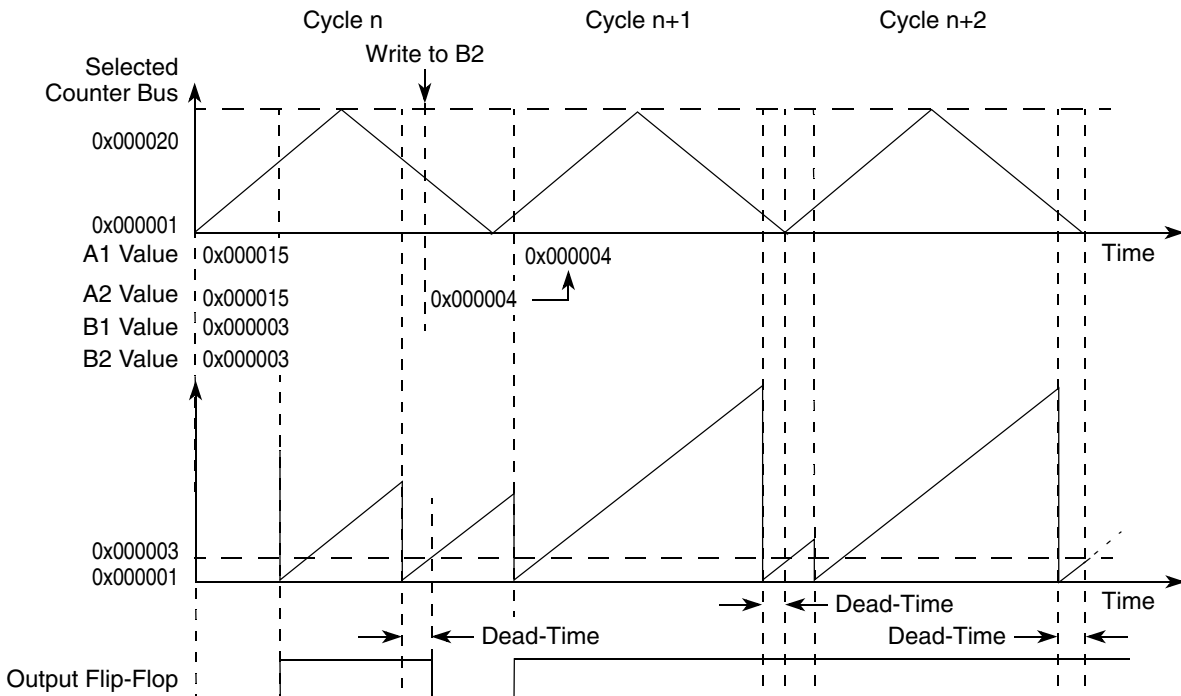 Cycle n
Cycle n+1
Cycle n+2
Write to B2
Selected
Counter Bus
0x000020
0x000001
Time
A1 Value 0x000015 0x000004
A2 Value 0x000015 0x000004
B1 Value 0x000003
B2 Value 0x000003
0x000003
0x000001
Time
Dead-Time
Dead-Time
Dead-Time
Output Flip-Flop